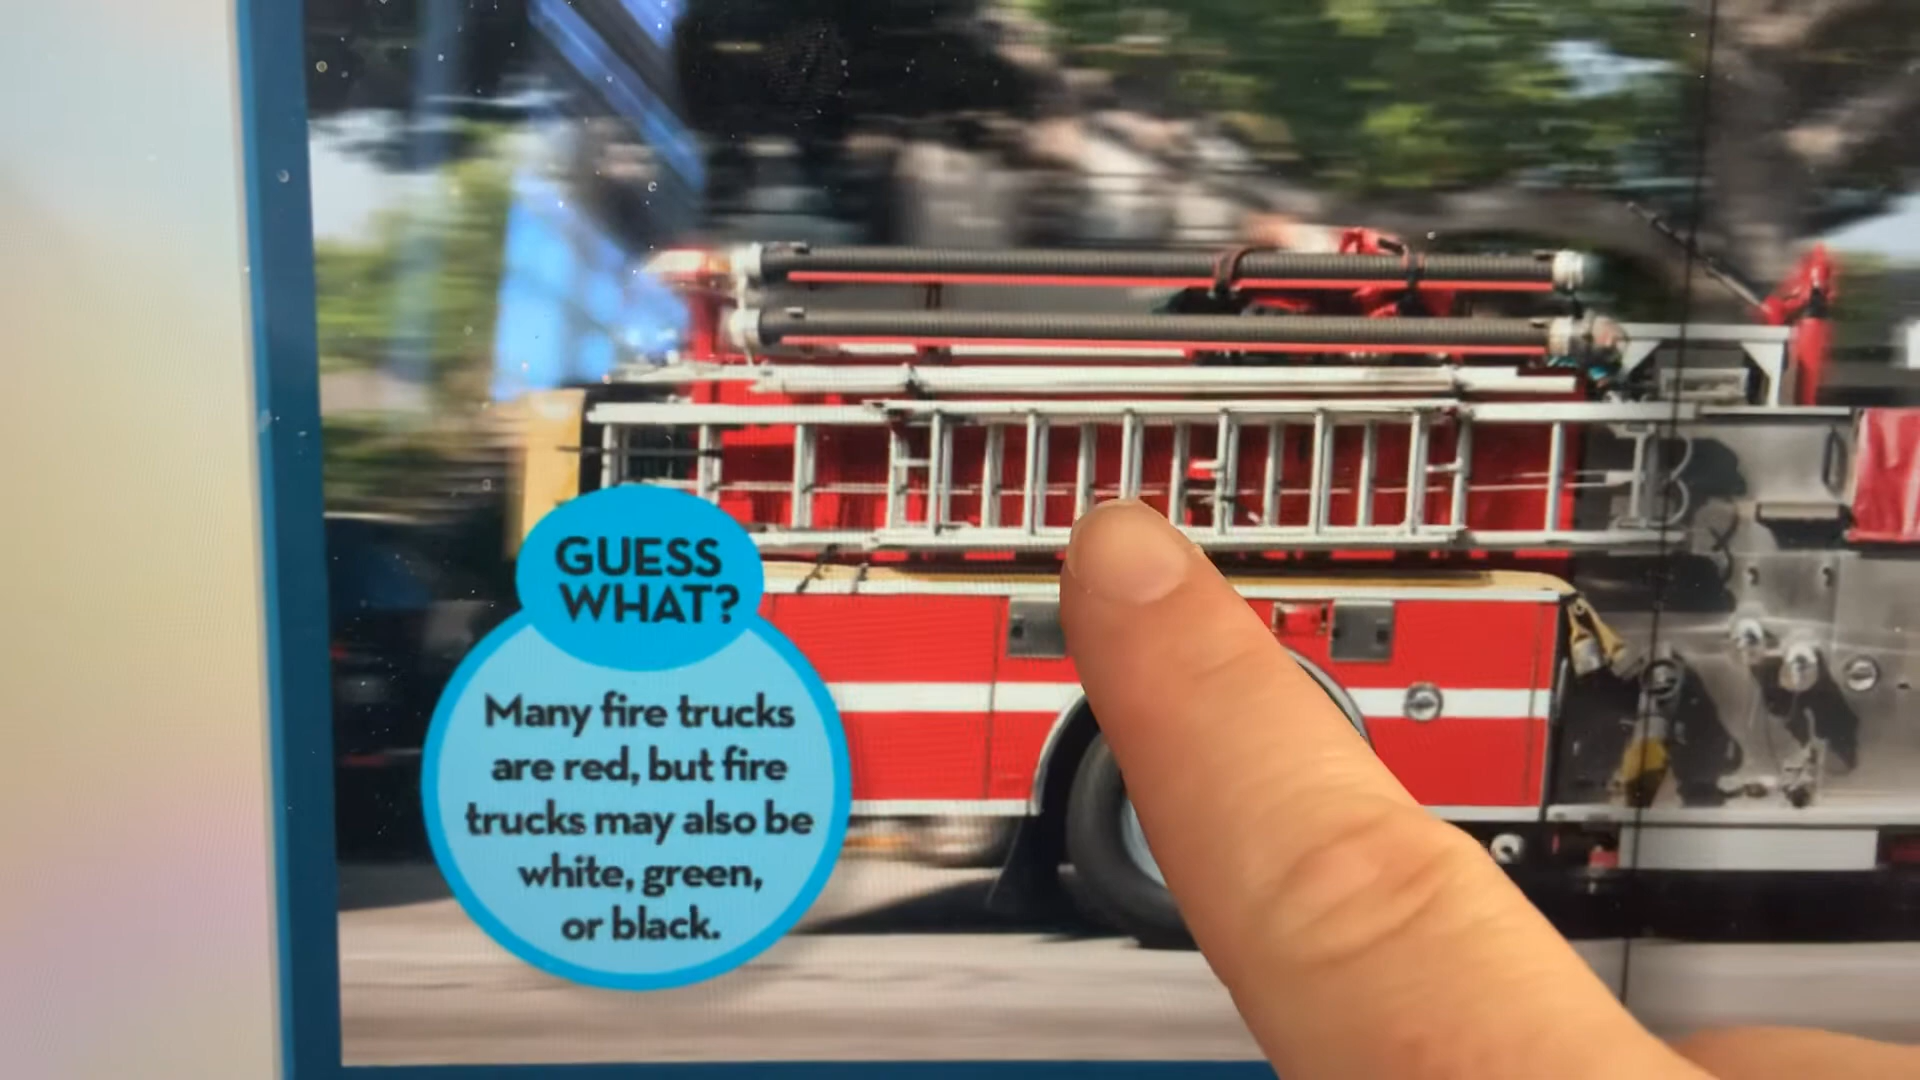 GUESS
WHAT?
Many fire trucks
are red, but fire
trucks may also be
white, green,
or black.